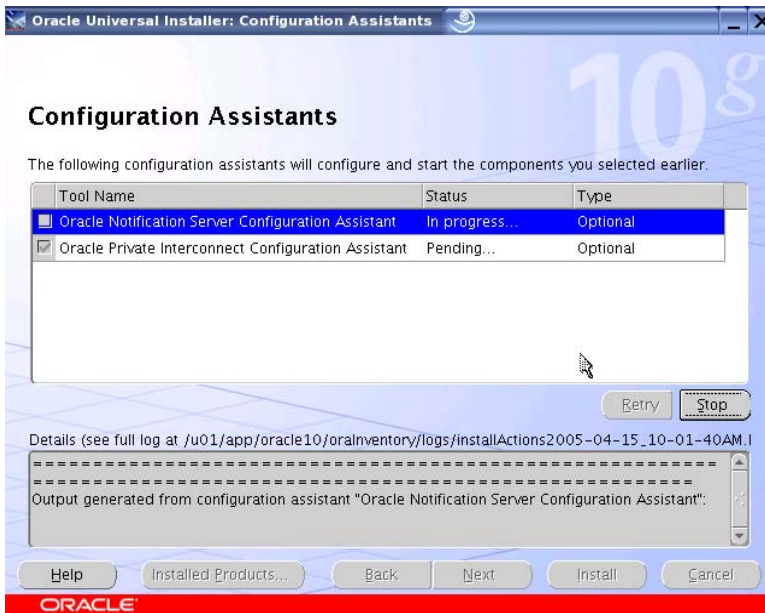 Oracle Universal Installer: Configuration Assistants
10g
Configuration Assistants
The following configuration assistants will configure and start the components you selected earlier.
Tool Name Status Type
Oracle Notification Server Configuration Assistant In progress... Optional
Oracle Private Interconnect Configuration Assistant Pending... Optional
Retry Stop
Details (see full log at /u01/app/oracle10/oraInventory/logs/installActions2005-04-15_10-01-40AM.l
=======================================================
=====================================================
Output generated from configuration assistant "Oracle Notification Server Configuration Assistant":
Help Installed Products... Back Next Install Cancel
ORACLE